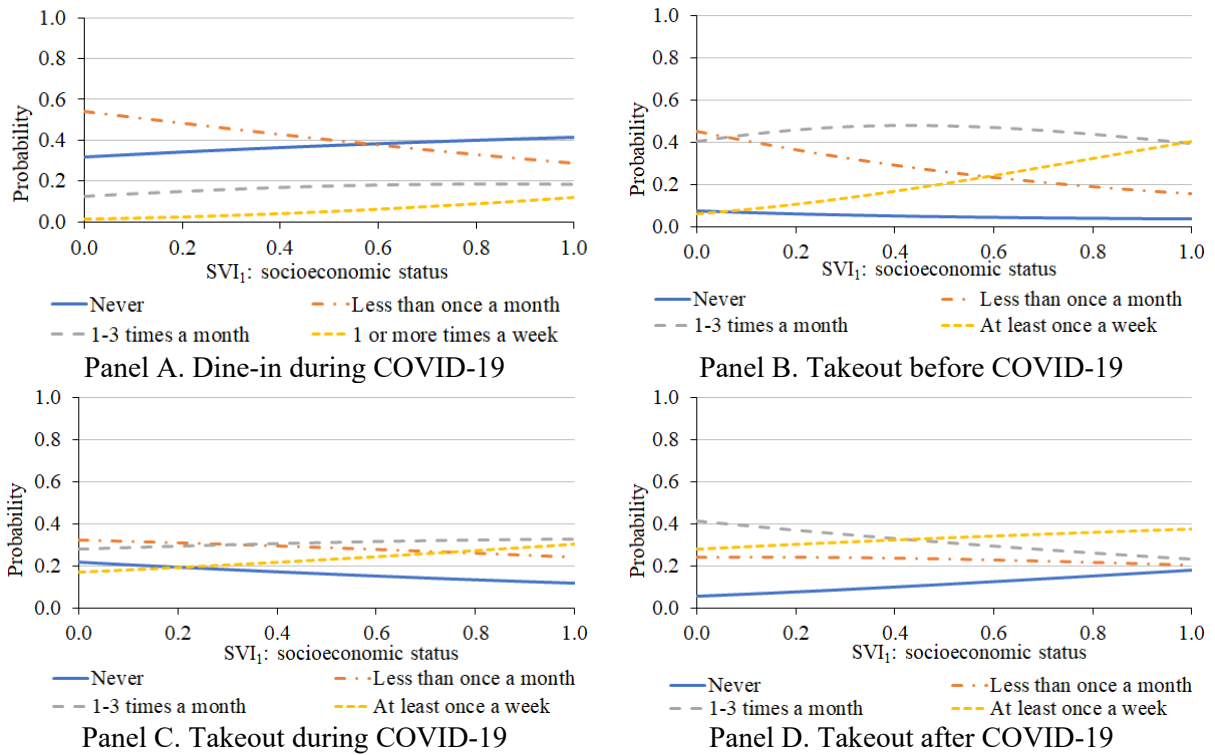 1.0
0.8
0.6
0.4
0.2
0.0
Probability
0.0 0.2 0.4 0.6 0.8 1.0
SVI₁: socioeconomic status
Never Less than once a month
1-3 times a month 1 or more times a week
Panel A. Dine-in during COVID-19
1.0
0.8
0.6
0.4
0.2
0.0
Probability
0.0 0.2 0.4 0.6 0.8 1.0
SVI₁: socioeconomic status
Never Less than once a month
1-3 times a month At least once a week
Panel B. Takeout before COVID-19
1.0
0.8
0.6
0.4
0.2
0.0
Probability
0.0 0.2 0.4 0.6 0.8 1.0
SVI₁: socioeconomic status
Never Less than once a month
1-3 times a month At least once a week
Panel C. Takeout during COVID-19
1.0
0.8
0.6
0.4
0.2
0.0
Probability
0.0 0.2 0.4 0.6 0.8 1.0
SVI₁: socioeconomic status
Never Less than once a month
1-3 times a month At least once a week
Panel D. Takeout after COVID-19